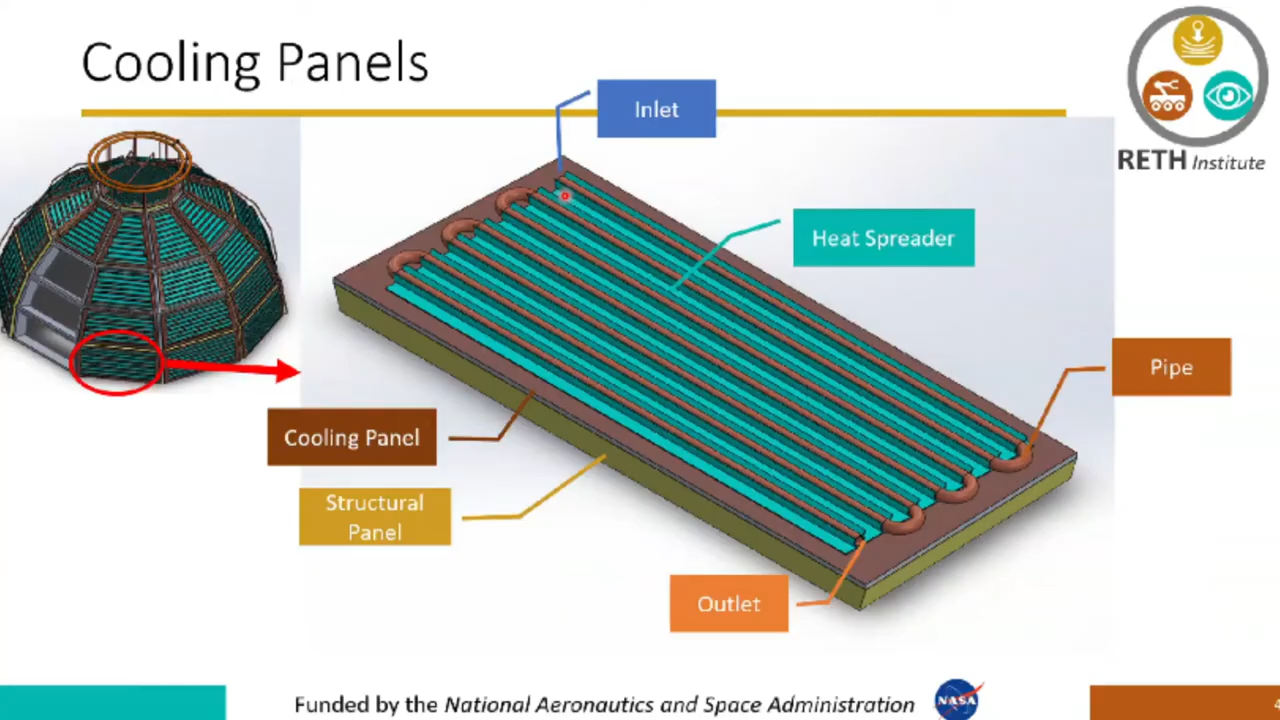 Cooling Panels
Inlet
RETH Institute
Heat Spreader
Pipe
Cooling Panel
Structural
Panel
Outlet
Funded by the National Aeronautics and Space Administration
NASA